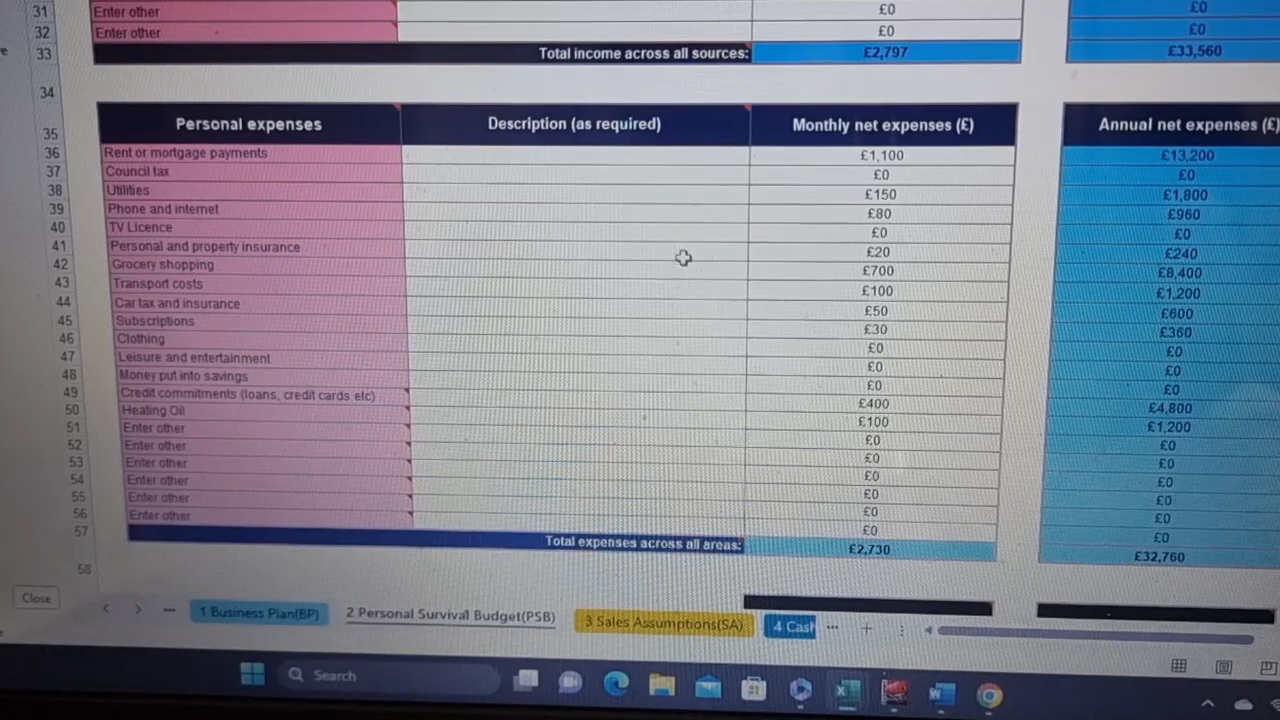 31 Enter other £0 £0
32 Enter other £0 £0
33 Total income across all sources: £2,797 £33,560
34
35 Personal expenses Description (as required) Monthly net expenses (£) Annual net expenses (£)
36 Rent or mortgage payments £1,100 £13,200
37 Council tax £0 £0
38 Utilities £150 £1,800
39 Phone and internet £80 £960
40 TV Licence £0 £0
41 Personal and property insurance £20 £240
42 Grocery shopping £700 £8,400
43 Transport costs £100 £1,200
44 Car tax and insurance £50 £600
45 Subscriptions £30 £360
46 Clothing £0 £0
47 Leisure and entertainment £0 £0
48 Money put into savings £0 £0
49 Credit commitments (loans, credit cards etc) £400 £4,800
50 Heating Oil £100 £1,200
51 Enter other £0 £0
52 Enter other £0 £0
53 Enter other £0 £0
54 Enter other £0 £0
55 Enter other £0 £0
56 Enter other £0 £0
57 Total expenses across all areas: £2,730 £32,760
58
Close
1 Business Plan(BP) 2 Personal Survival Budget(PSB) 3 Sales Assumptions(SA) 4 Cash
Search